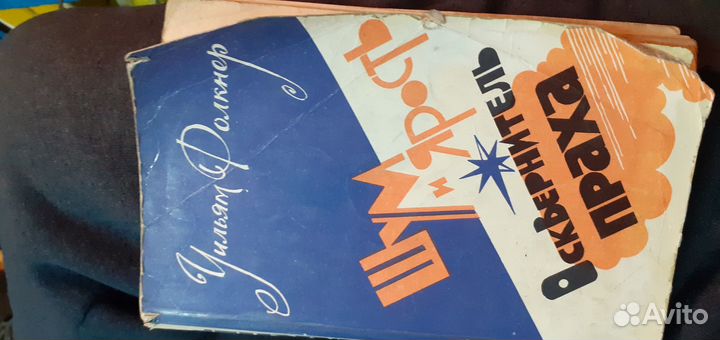 Уильям Фолкнер
ШУМ
и ЯРОСТЬ
Осквернитель
праха
Avito